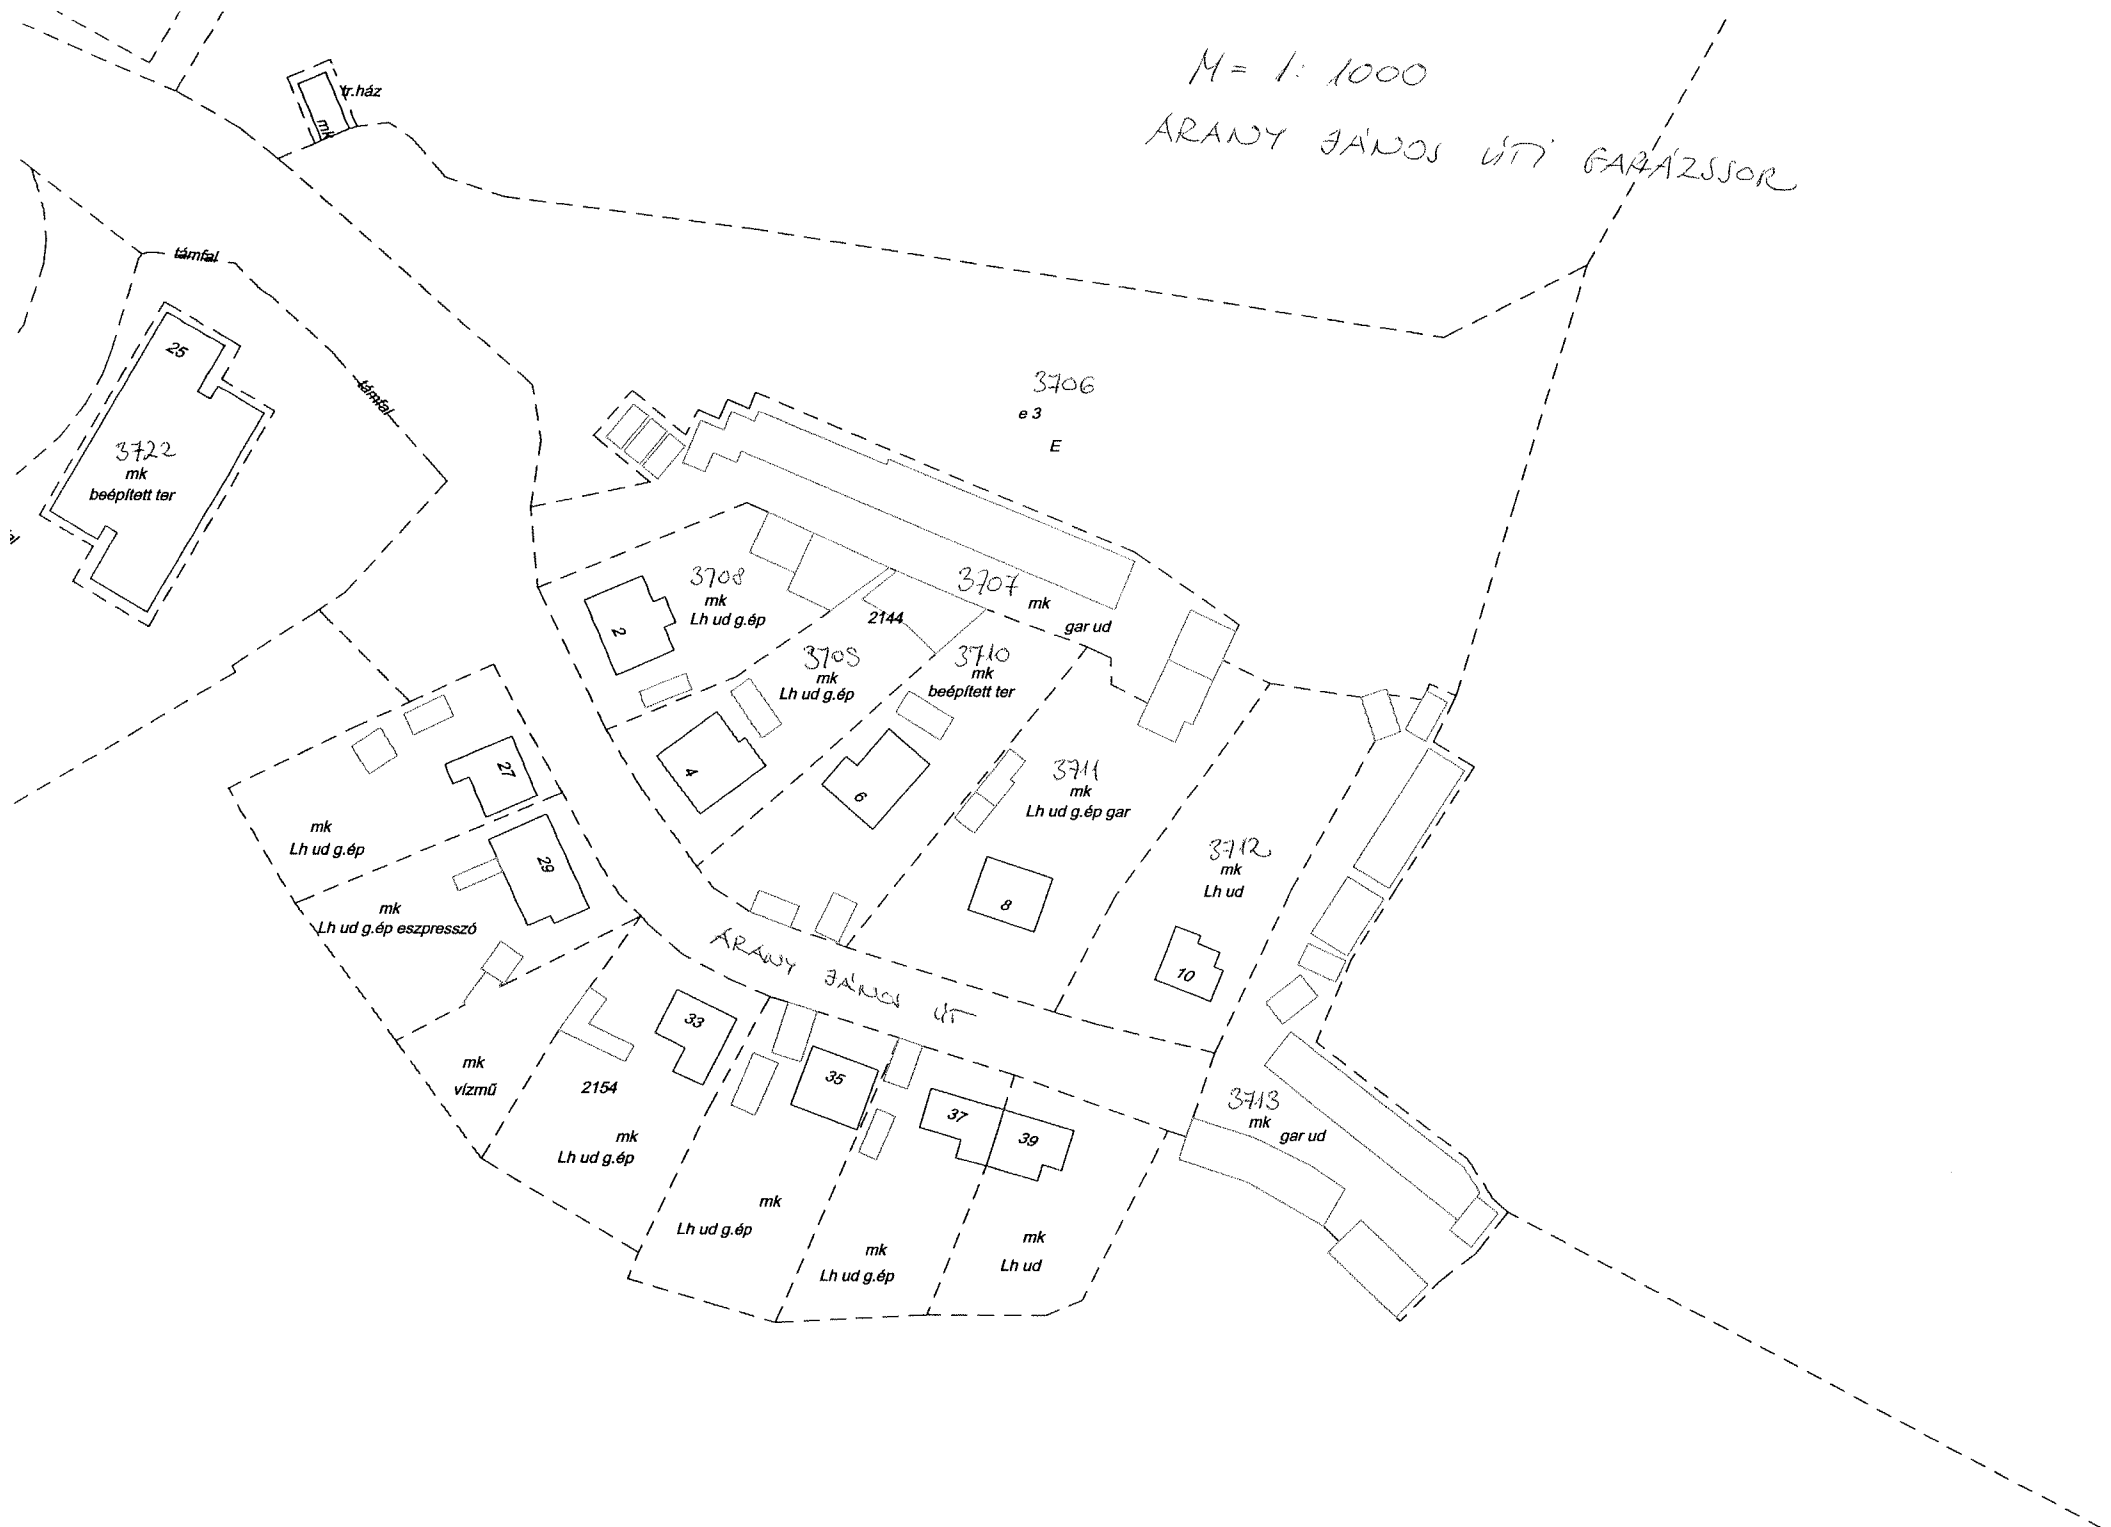 M = 1:1000
ARANY JÁNOS ÚTI GARÁZSSOR
tr.ház
mk
támfal
támfal
25
3722
mk
beépített ter
3706
e 3
E
3708
mk
Lh ud g.ép
2
3707
mk
gar ud
2144
3709
mk
Lh ud g.ép
4
3710
mk
beépített ter
6
3711
mk
Lh ud g.ép gar
8
3712
mk
Lh ud
10
27
mk
Lh ud g.ép
29
mk
Lh ud g.ép eszpresszó
ARANY JÁNOS ÚT
33
mk
vízmű
2154
mk
Lh ud g.ép
35
mk
Lh ud g.ép
37
mk
Lh ud g.ép
39
mk
Lh ud
3713
mk
gar ud